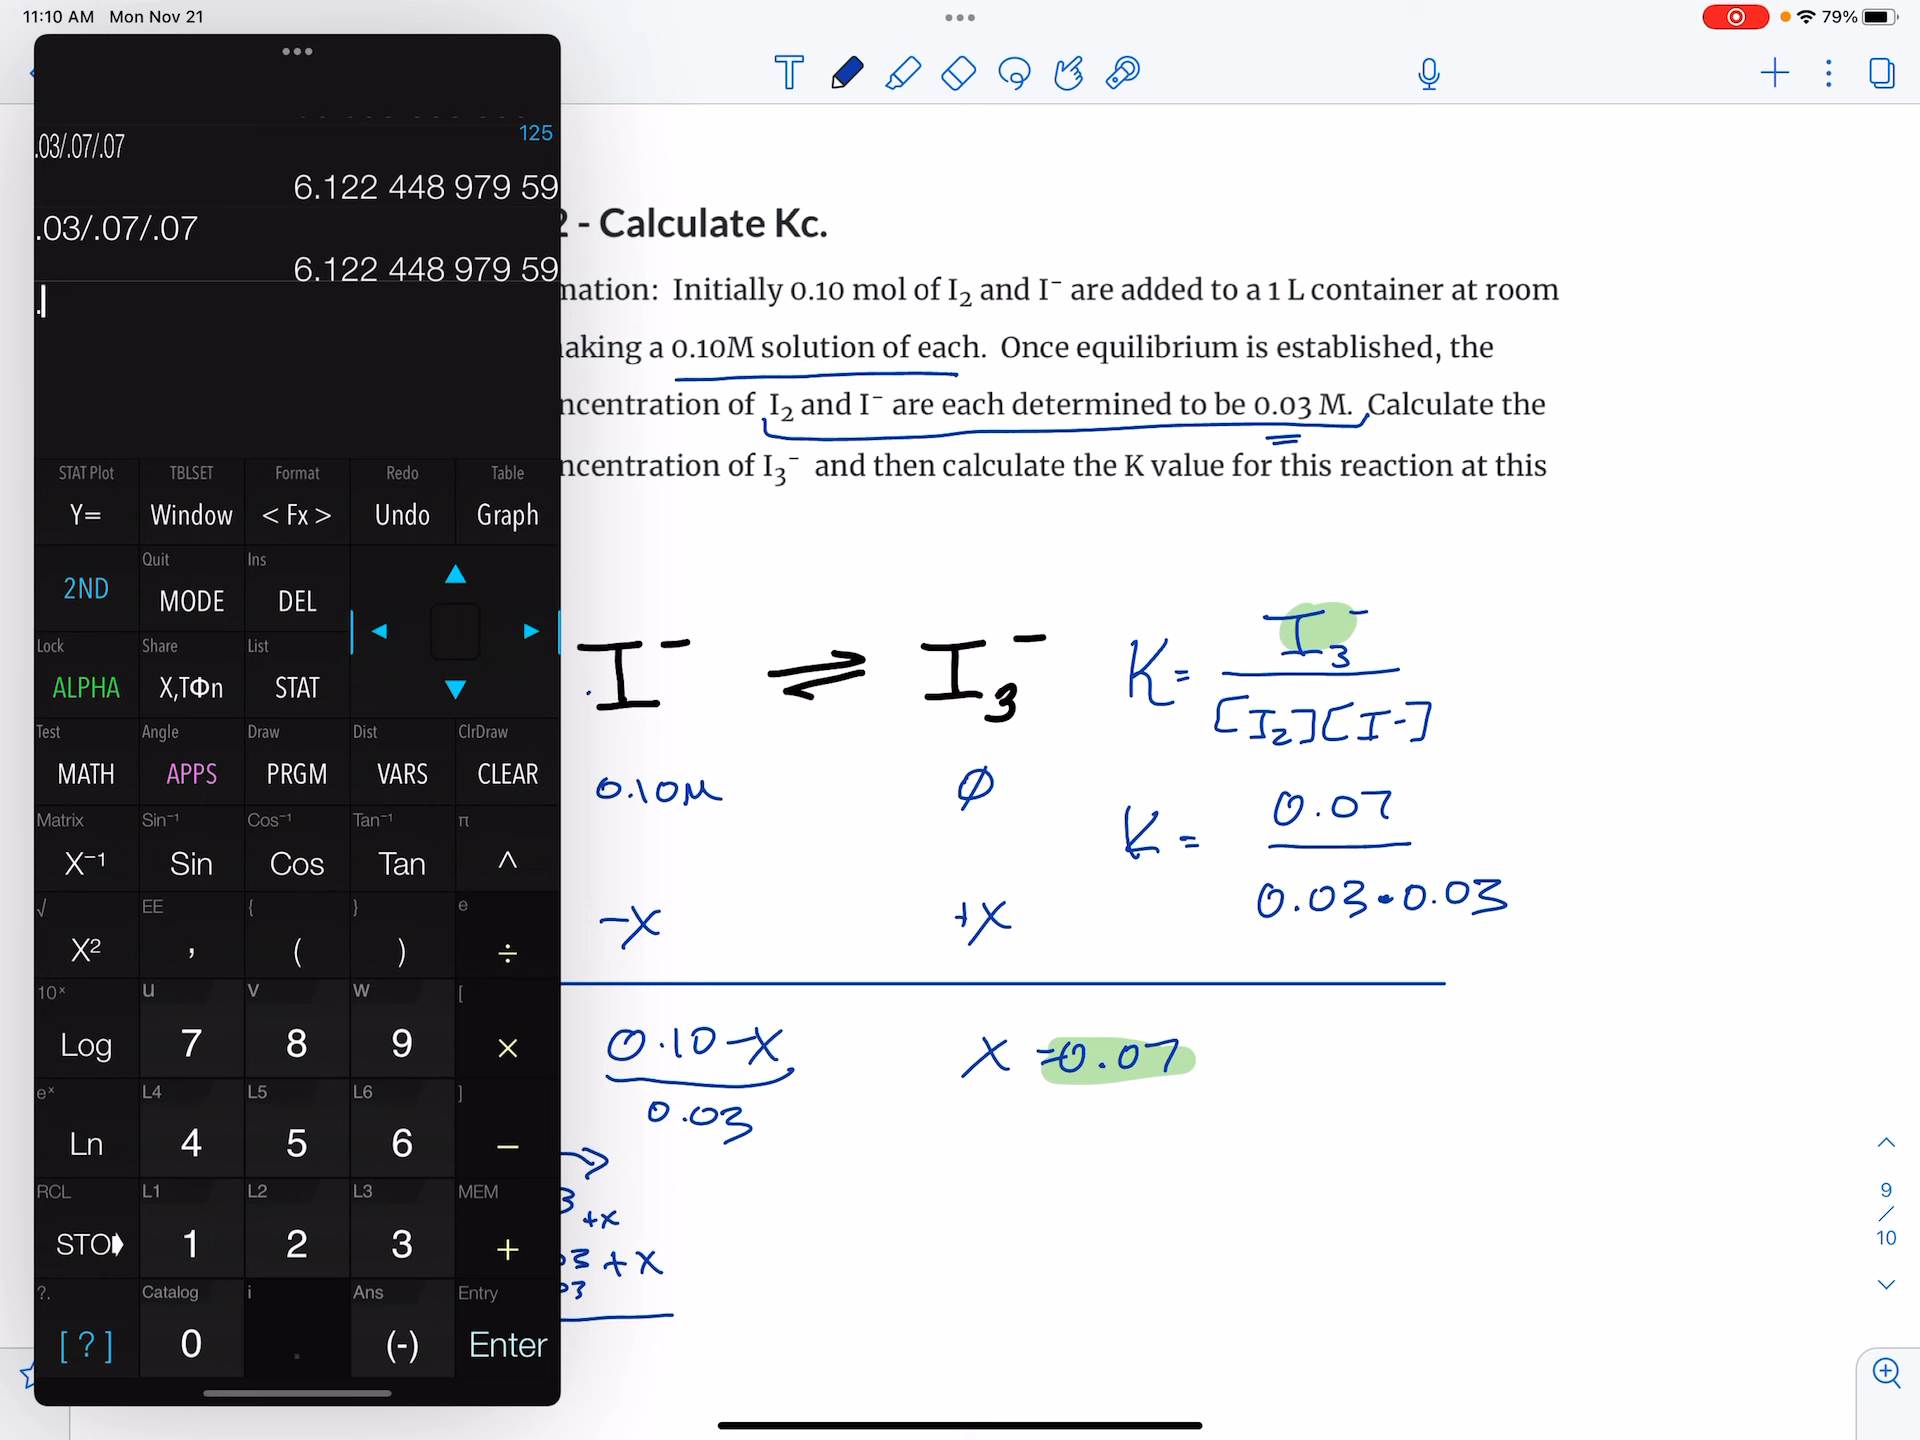 11:10 AM Mon Nov 21
79%
125
.03/.07/.07
6.122 448 979 59
.03/.07/.07
6.122 448 979 59
.
STAT Plot TBLSET Format Redo Table
Y= Window < Fx > Undo Graph
Quit Ins
2ND MODE DEL
Lock Share List
ALPHA X,TΦn STAT
Test Angle Draw Dist ClrDraw
MATH APPS PRGM VARS CLEAR
Matrix Sin⁻¹ Cos⁻¹ Tan⁻¹ π
X⁻¹ Sin Cos Tan ^
√ EE { } e
X² , ( ) ÷
10ˣ u v w [
Log 7 8 9 ×
eˣ L4 L5 L6 ]
Ln 4 5 6 −
RCL L1 L2 L3 MEM
STO 1 2 3 +
?. Catalog i Ans Entry
[ ? ] 0 . (-) Enter
2 - Calculate Kc.
mation: Initially 0.10 mol of I₂ and I⁻ are added to a 1 L container at room
aking a 0.10M solution of each. Once equilibrium is established, the
ncentration of I₂ and I⁻ are each determined to be 0.03 M. Calculate the
ncentration of I₃⁻ and then calculate the K value for this reaction at this
I⁻ ⇌ I₃⁻
K = I₃⁻
[I₂][I-]
0.10M ∅
K = 0.07
0.03 • 0.03
-X +X
0.10-X X =0.07
0.03
3 +x
03 + X
03
9
/
10